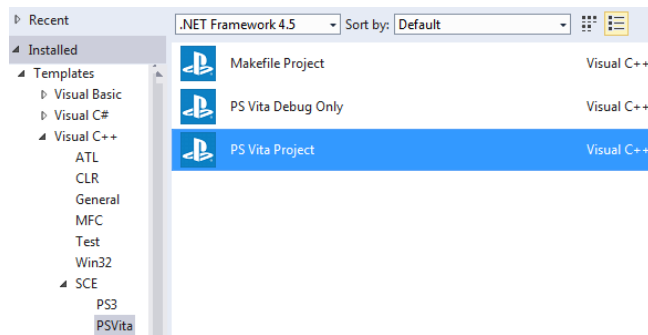 Recent
.NET Framework 4.5 Sort by: Default
Installed
Templates
Visual Basic
Visual C#
Visual C++
ATL
CLR
General
MFC
Test
Win32
SCE
PS3
PSVita
Makefile Project Visual C++
PS Vita Debug Only Visual C++
PS Vita Project Visual C++